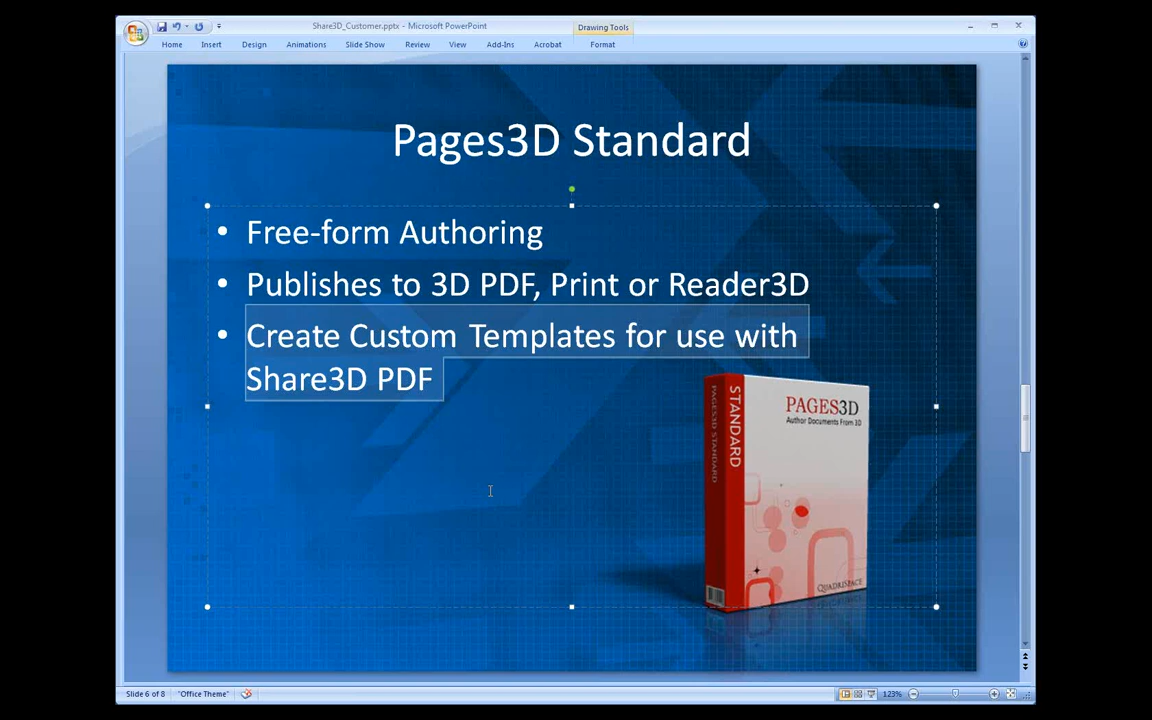 Share3D_Customer.pptx - Microsoft PowerPoint
Drawing Tools
Home Insert Design Animations Slide Show Review View Add-Ins Acrobat Format
Pages3D Standard
• Free-form Authoring
• Publishes to 3D PDF, Print or Reader3D
• Create Custom Templates for use with
Share3D PDF
STANDARD
PAGES3D STANDARD
PAGES3D
Author Documents From 3D
QUADRISPACE
Slide 6 of 8
"Office Theme"
123%